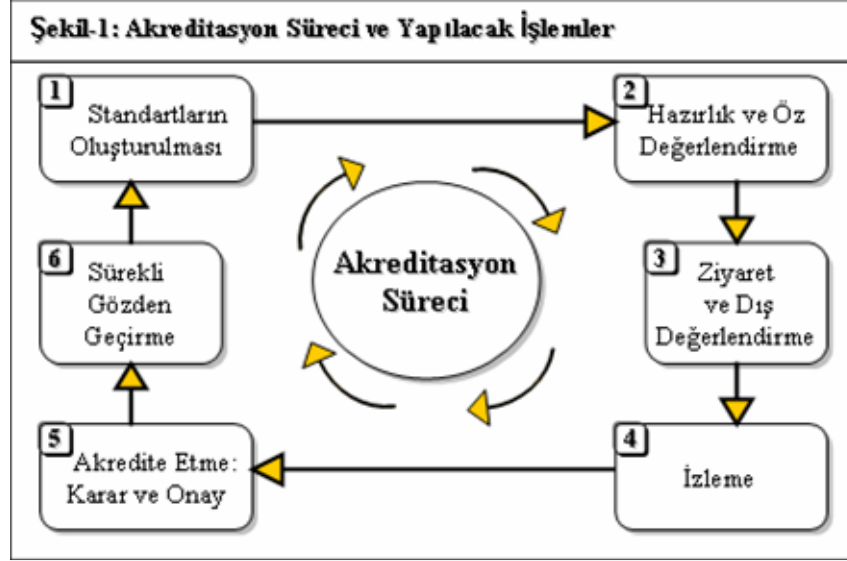 Şekil-1: Akreditasyon Süreci ve Yapılacak İşlemler
1
Standartların
Oluşturulması
2
Hazırlık ve Öz
Değerlendirme
6
Sürekli
Gözden
Geçirme
Akreditasyon
Süreci
3
Ziyaret
ve Dış
Değerlendirme
5
Akredite Etme:
Karar ve Onay
4
İzleme